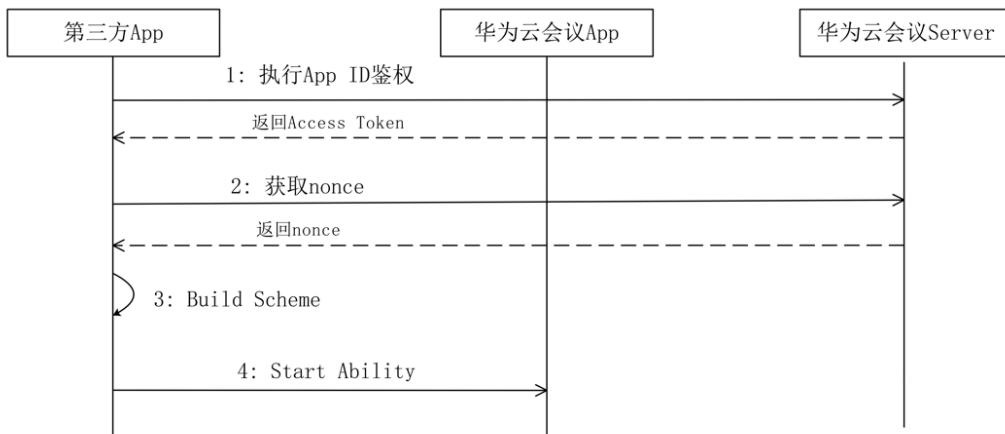 第三方App
华为云会议App
华为云会议Server
1: 执行App ID鉴权
返回Access Token
2: 获取nonce
返回nonce
3: Build Scheme
4: Start Ability